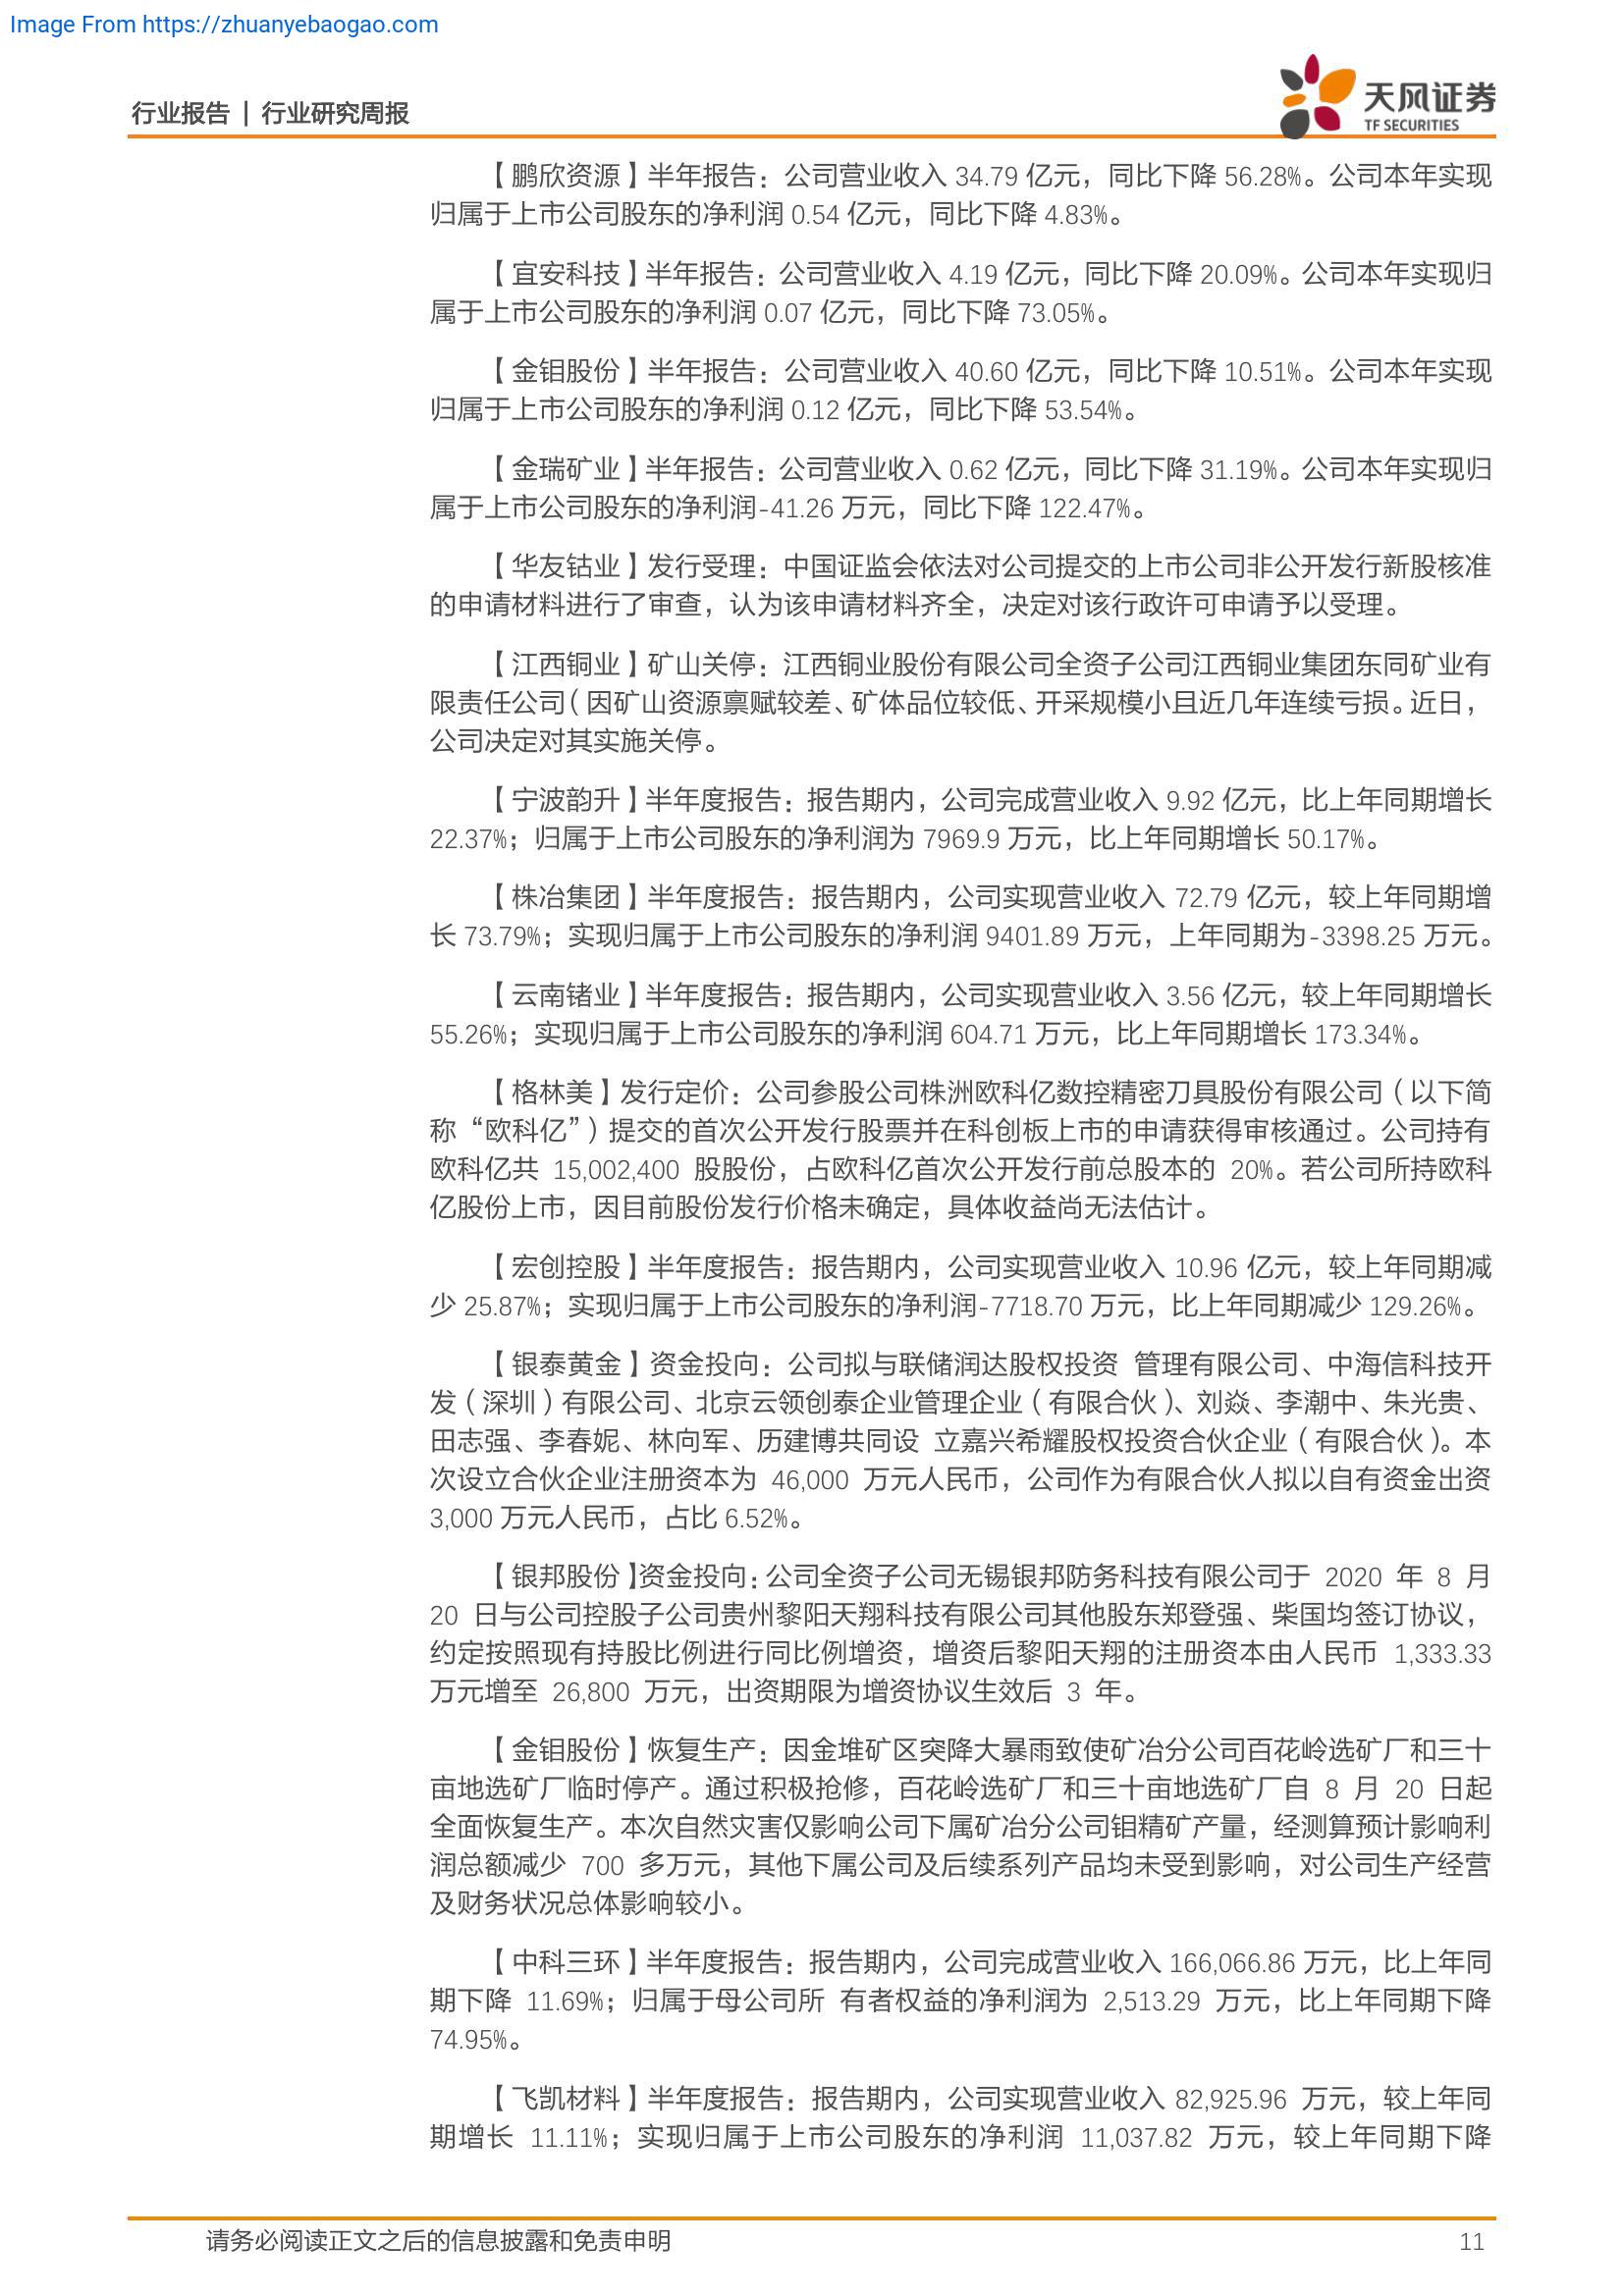 Image From https://zhuanyebaogao.com
行业报告 | 行业研究周报
天风证券
TF SECURITIES
【鹏欣资源】半年报告：公司营业收入 34.79 亿元，同比下降 56.28%。公司本年实现
归属于上市公司股东的净利润 0.54 亿元，同比下降 4.83%。
【宜安科技】半年报告：公司营业收入 4.19 亿元，同比下降 20.09%。公司本年实现归
属于上市公司股东的净利润 0.07 亿元，同比下降 73.05%。
【金钼股份】半年报告：公司营业收入 40.60 亿元，同比下降 10.51%。公司本年实现
归属于上市公司股东的净利润 0.12 亿元，同比下降 53.54%。
【金瑞矿业】半年报告：公司营业收入 0.62 亿元，同比下降 31.19%。公司本年实现归
属于上市公司股东的净利润-41.26 万元，同比下降 122.47%。
【华友钴业】发行受理：中国证监会依法对公司提交的上市公司非公开发行新股核准
的申请材料进行了审查，认为该申请材料齐全，决定对该行政许可申请予以受理。
【江西铜业】矿山关停：江西铜业股份有限公司全资子公司江西铜业集团东同矿业有
限责任公司（因矿山资源禀赋较差、矿体品位较低、开采规模小且近几年连续亏损。近日，
公司决定对其实施关停。
【宁波韵升】半年度报告：报告期内，公司完成营业收入 9.92 亿元，比上年同期增长
22.37%；归属于上市公司股东的净利润为 7969.9 万元，比上年同期增长 50.17%。
【株冶集团】半年度报告：报告期内，公司实现营业收入 72.79 亿元，较上年同期增
长 73.79%；实现归属于上市公司股东的净利润 9401.89 万元，上年同期为-3398.25 万元。
【云南锗业】半年度报告：报告期内，公司实现营业收入 3.56 亿元，较上年同期增长
55.26%；实现归属于上市公司股东的净利润 604.71 万元，比上年同期增长 173.34%。
【格林美】发行定价：公司参股公司株洲欧科亿数控精密刀具股份有限公司（以下简
称 “欧科亿”）提交的首次公开发行股票并在科创板上市的申请获得审核通过。公司持有
欧科亿共 15,002,400 股股份，占欧科亿首次公开发行前总股本的 20%。若公司所持欧科
亿股份上市，因目前股份发行价格未确定，具体收益尚无法估计。
【宏创控股】半年度报告：报告期内，公司实现营业收入 10.96 亿元，较上年同期减
少 25.87%；实现归属于上市公司股东的净利润-7718.70 万元，比上年同期减少 129.26%。
【银泰黄金】资金投向：公司拟与联储润达股权投资 管理有限公司、中海信科技开
发（深圳）有限公司、北京云领创泰企业管理企业（有限合伙）、刘焱、李潮中、朱光贵、
田志强、李春妮、林向军、历建博共同设 立嘉兴希耀股权投资合伙企业（有限合伙）。本
次设立合伙企业注册资本为 46,000 万元人民币，公司作为有限合伙人拟以自有资金出资
3,000 万元人民币，占比 6.52%。
【银邦股份】资金投向：公司全资子公司无锡银邦防务科技有限公司于 2020 年 8 月
20 日与公司控股子公司贵州黎阳天翔科技有限公司其他股东郑登强、柴国均签订协议，
约定按照现有持股比例进行同比例增资，增资后黎阳天翔的注册资本由人民币 1,333.33
万元增至 26,800 万元，出资期限为增资协议生效后 3 年。
【金钼股份】恢复生产：因金堆矿区突降大暴雨致使矿冶分公司百花岭选矿厂和三十
亩地选矿厂临时停产。通过积极抢修，百花岭选矿厂和三十亩地选矿厂自 8 月 20 日起
全面恢复生产。本次自然灾害仅影响公司下属矿冶分公司钼精矿产量，经测算预计影响利
润总额减少 700 多万元，其他下属公司及后续系列产品均未受到影响，对公司生产经营
及财务状况总体影响较小。
【中科三环】半年度报告：报告期内，公司完成营业收入 166,066.86 万元，比上年同
期下降 11.69%；归属于母公司所 有者权益的净利润为 2,513.29 万元，比上年同期下降
74.95%。
【飞凯材料】半年度报告：报告期内，公司实现营业收入 82,925.96 万元，较上年同
期增长 11.11%；实现归属于上市公司股东的净利润 11,037.82 万元，较上年同期下降
请务必阅读正文之后的信息披露和免责申明
11